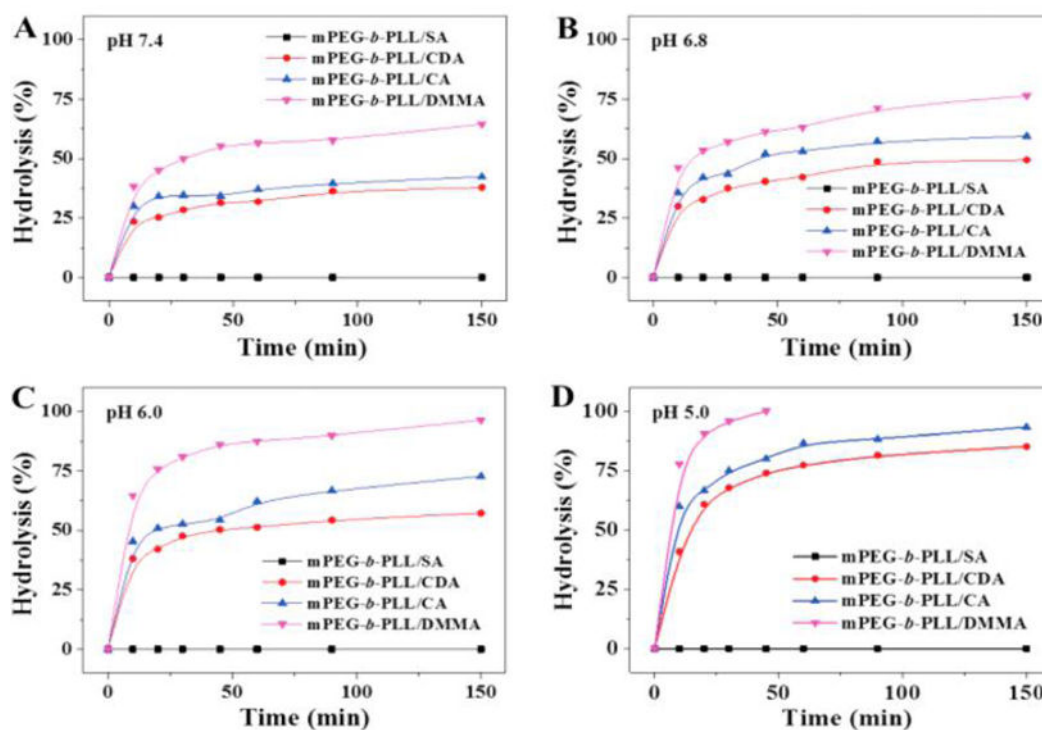 A
pH 7.4
mPEG-b-PLL/SA
mPEG-b-PLL/CDA
mPEG-b-PLL/CA
mPEG-b-PLL/DMMA
Hydrolysis (%)
100
75
50
25
0
0 50 100 150
Time (min)
B
pH 6.8
mPEG-b-PLL/SA
mPEG-b-PLL/CDA
mPEG-b-PLL/CA
mPEG-b-PLL/DMMA
Hydrolysis (%)
100
75
50
25
0
0 50 100 150
Time (min)
C
pH 6.0
mPEG-b-PLL/SA
mPEG-b-PLL/CDA
mPEG-b-PLL/CA
mPEG-b-PLL/DMMA
Hydrolysis (%)
100
75
50
25
0
0 50 100 150
Time (min)
D
pH 5.0
mPEG-b-PLL/SA
mPEG-b-PLL/CDA
mPEG-b-PLL/CA
mPEG-b-PLL/DMMA
Hydrolysis (%)
100
75
50
25
0
0 50 100 150
Time (min)